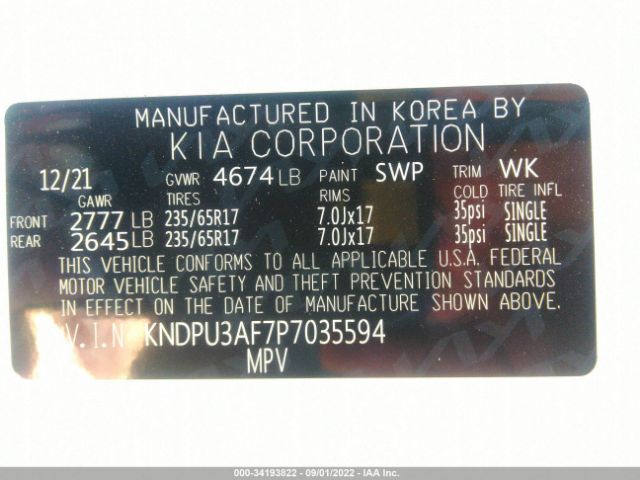 MANUFACTURED IN KOREA BY
KIA CORPORATION
12/21 GVWR 4674 LB PAINT SWP TRIM WK
GAWR TIRES RIMS COLD TIRE INFL
FRONT 2777 LB 235/65R17 7.0Jx17 35psi SINGLE
REAR 2645 LB 235/65R17 7.0Jx17 35psi SINGLE
THIS VEHICLE CONFORMS TO ALL APPLICABLE U.S.A. FEDERAL
MOTOR VEHICLE SAFETY AND THEFT PREVENTION STANDARDS
IN EFFECT ON THE DATE OF MANUFACTURE SHOWN ABOVE.
V.I.N KNDPU3AF7P7035594
MPV
000-34193822 - 09/01/2022 - IAA Inc.